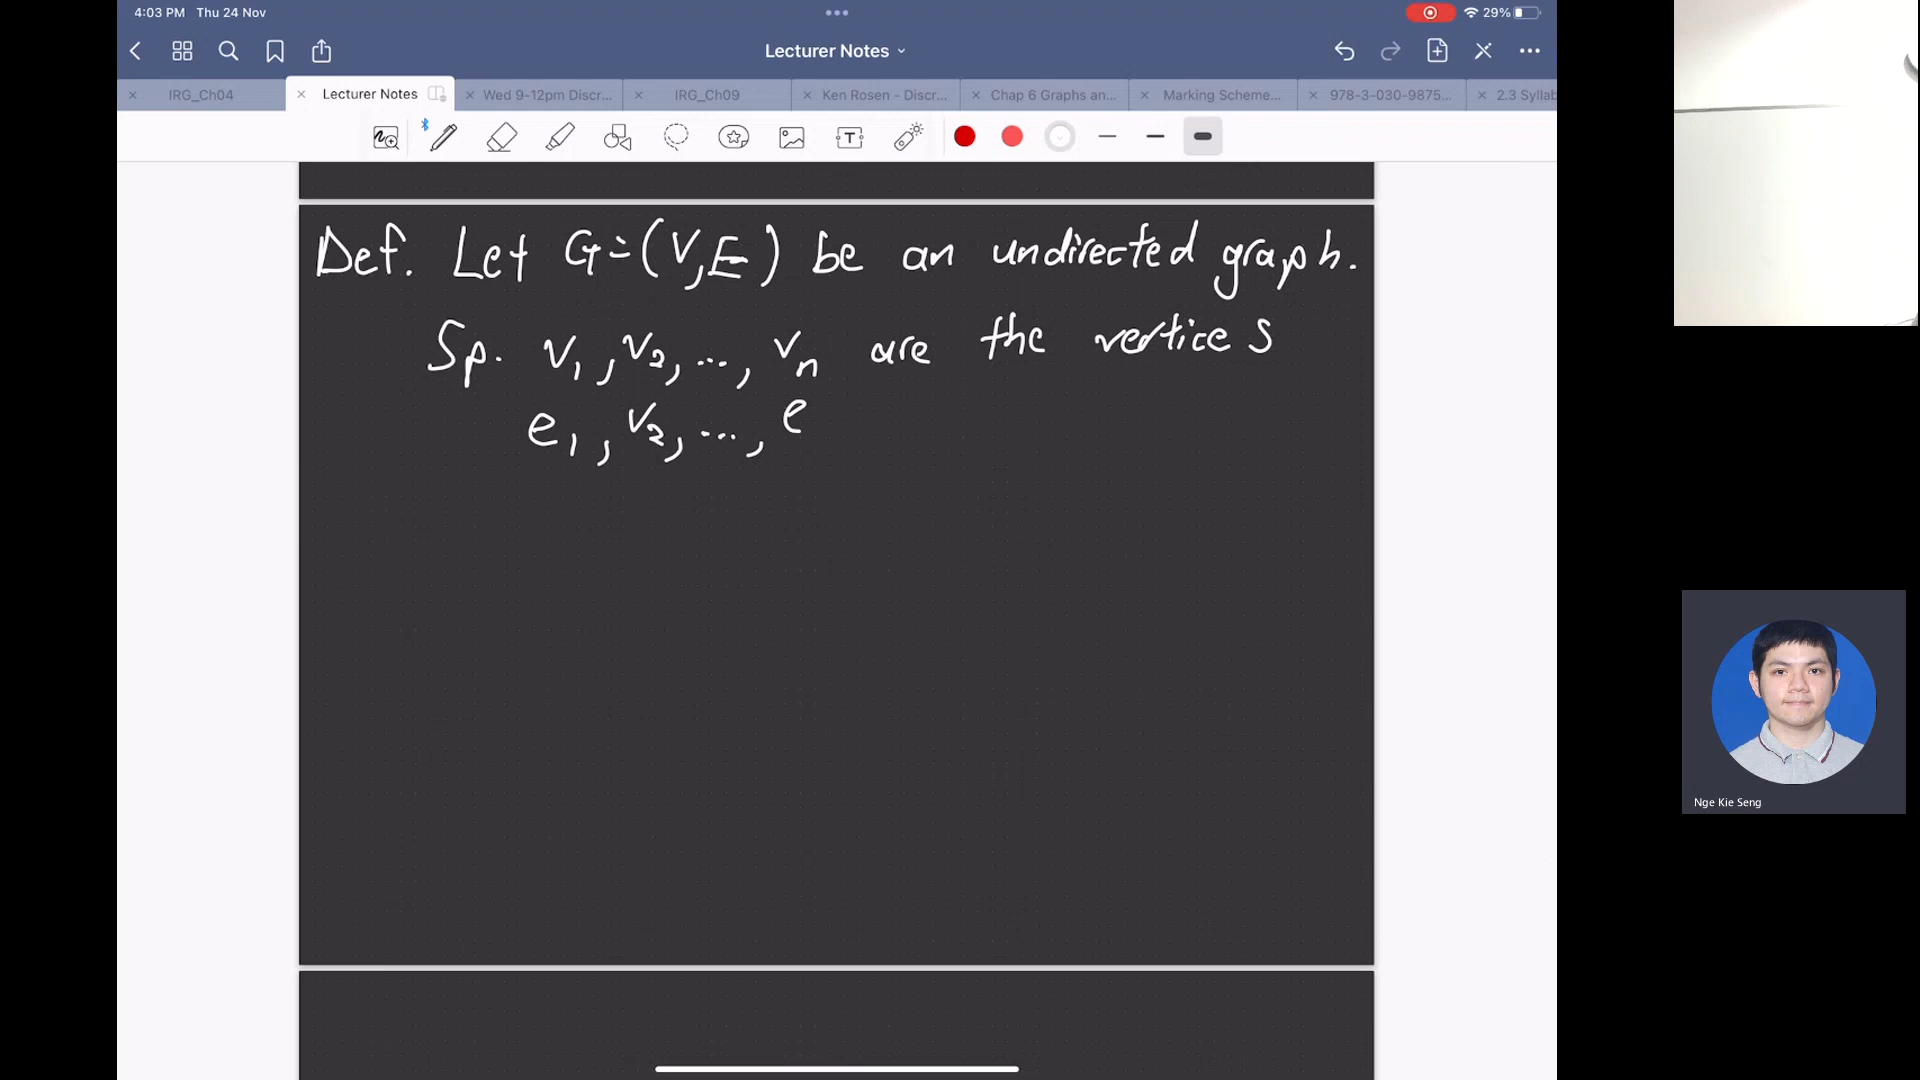 4:03 PM Thu 24 Nov
29%
Lecturer Notes
IRG_Ch04
Lecturer Notes
Wed 9-12pm Discr...
IRG_Ch09
Ken Rosen - Discr...
Chap 6 Graphs an...
Marking Scheme...
978-3-030-9875...
2.3 Syllab
T
Def. Let G=(V,E) be an undirected graph.
Sp. v₁, v₂, ..., vₙ are the vertices
e₁, v₂, ..., e
Nge Kie Seng